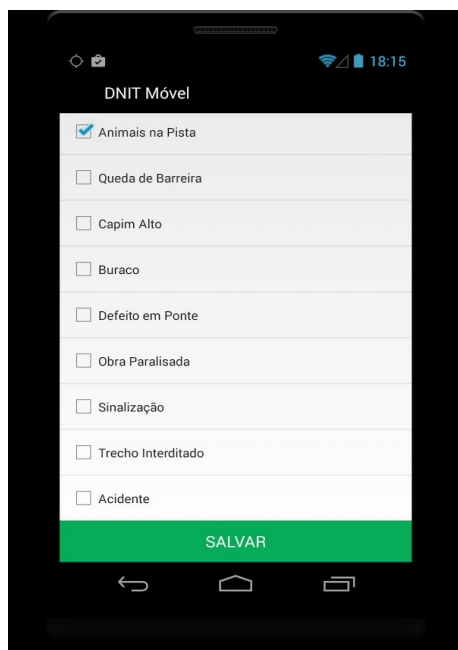 18:15
DNIT Móvel
Animais na Pista
Queda de Barreira
Capim Alto
Buraco
Defeito em Ponte
Obra Paralisada
Sinalização
Trecho Interditado
Acidente
SALVAR